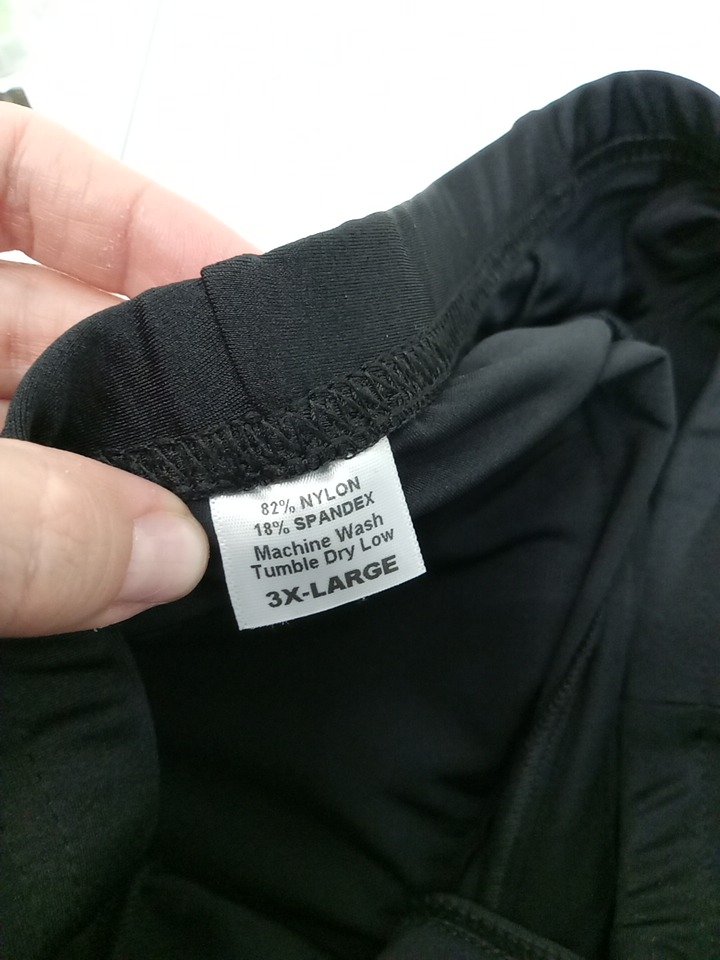 82% NYLON
18% SPANDEX
Machine Wash
Tumble Dry Low
3X-LARGE